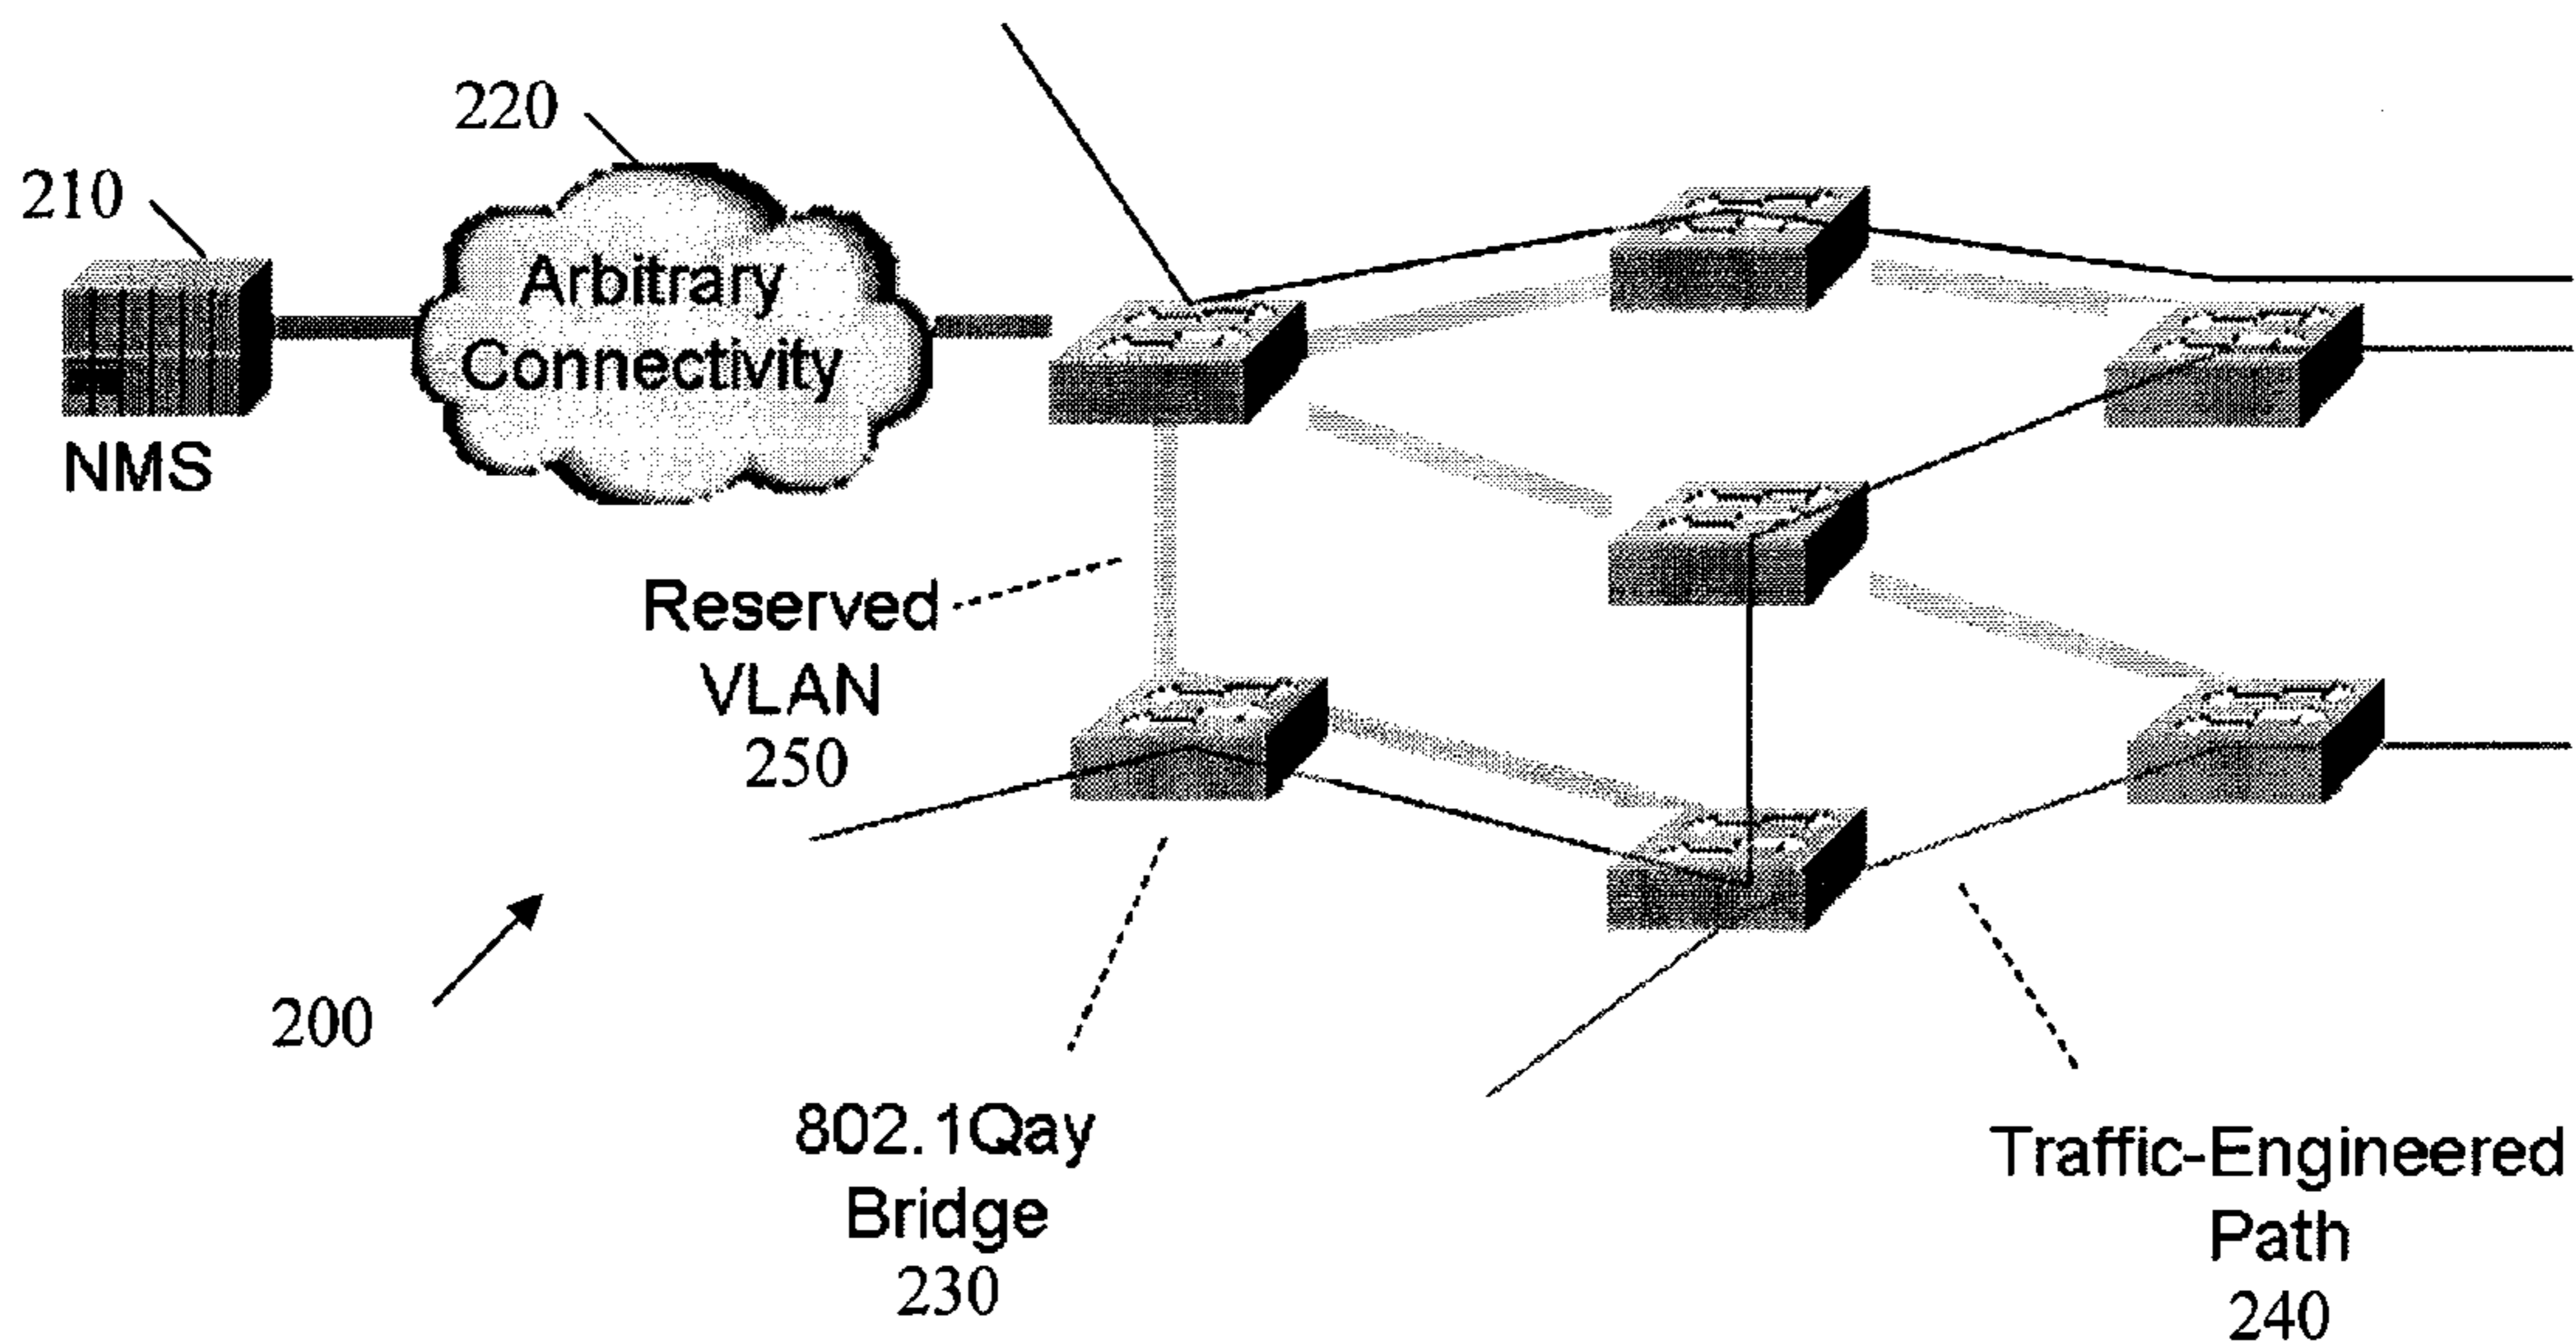 220
210
Arbitrary
Connectivity
NMS
Reserved
VLAN
250
200
802.1Qay
Bridge
230
Traffic-Engineered
Path
240